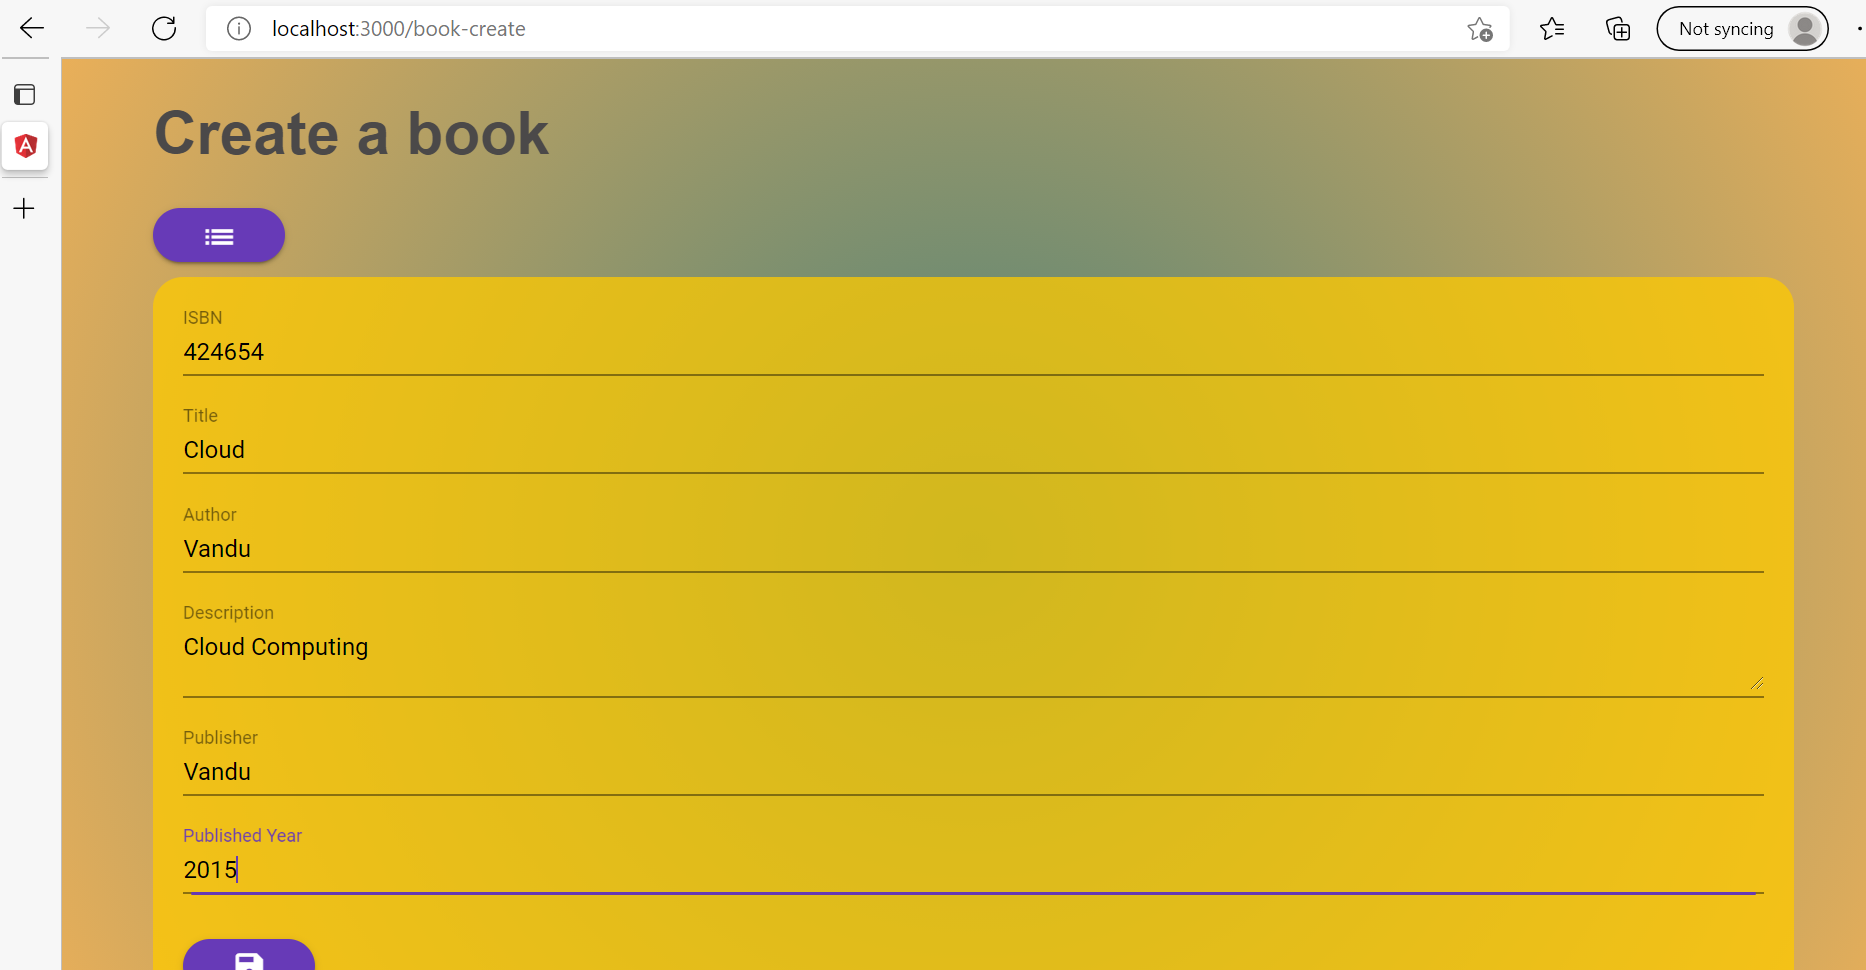 localhost:3000/book-create
Not syncing
Create a book
ISBN
424654
Title
Cloud
Author
Vandu
Description
Cloud Computing
Publisher
Vandu
Published Year
2015